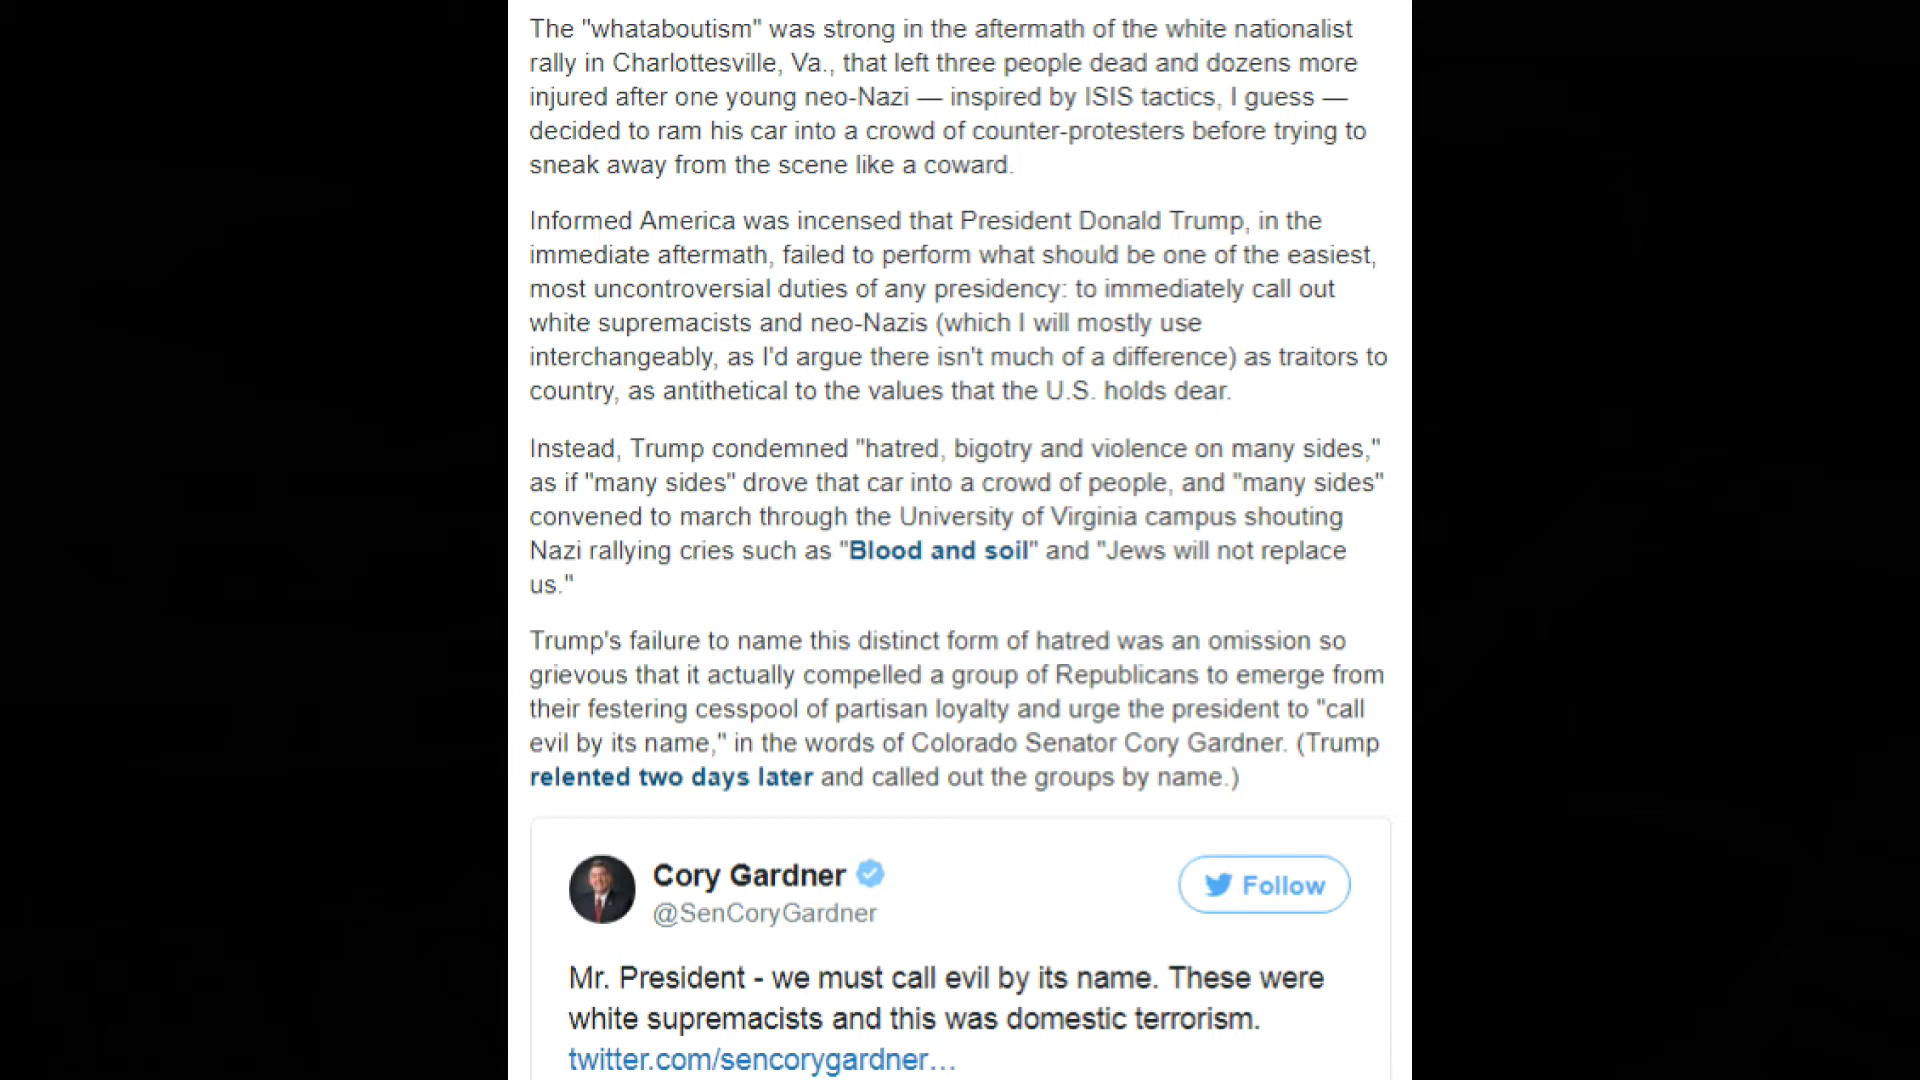 The "whataboutism" was strong in the aftermath of the white nationalist
rally in Charlottesville, Va., that left three people dead and dozens more
injured after one young neo-Nazi — inspired by ISIS tactics, I guess —
decided to ram his car into a crowd of counter-protesters before trying to
sneak away from the scene like a coward.
Informed America was incensed that President Donald Trump, in the
immediate aftermath, failed to perform what should be one of the easiest,
most uncontroversial duties of any presidency: to immediately call out
white supremacists and neo-Nazis (which I will mostly use
interchangeably, as I'd argue there isn't much of a difference) as traitors to
country, as antithetical to the values that the U.S. holds dear.
Instead, Trump condemned "hatred, bigotry and violence on many sides,"
as if "many sides" drove that car into a crowd of people, and "many sides"
convened to march through the University of Virginia campus shouting
Nazi rallying cries such as "Blood and soil" and "Jews will not replace
us."
Trump's failure to name this distinct form of hatred was an omission so
grievous that it actually compelled a group of Republicans to emerge from
their festering cesspool of partisan loyalty and urge the president to "call
evil by its name," in the words of Colorado Senator Cory Gardner. (Trump
relented two days later and called out the groups by name.)
Cory Gardner
@SenCoryGardner
Follow
Mr. President - we must call evil by its name. These were
white supremacists and this was domestic terrorism.
twitter.com/sencorygardner…